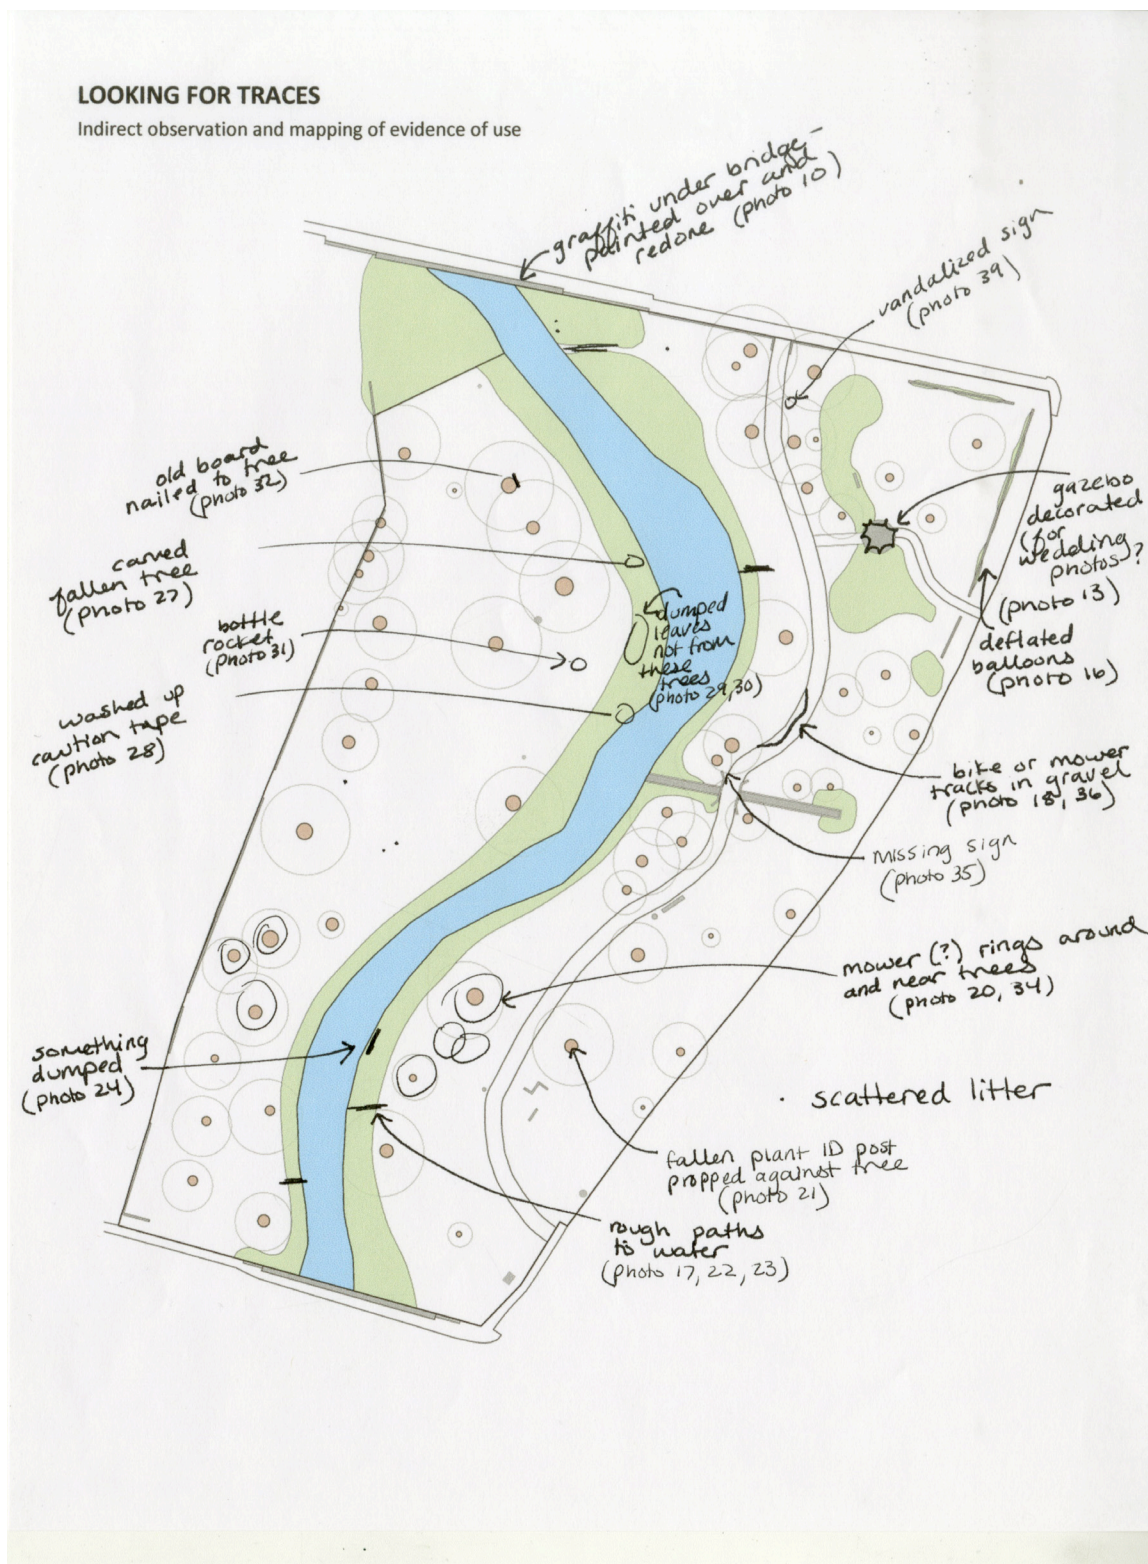 LOOKING FOR TRACES
Indirect observation and mapping of evidence of use
graffiti under bridge -
painted over and
redone (photo 10)
vandalized sign
(photo 39)
old board
nailed to tree
(photo 32)
gazebo
decorated
(for
wedding
photos)?
(photo 13)
carved
fallen tree
(photo 27)
bottle
rocket
(photo 31)
dumped
leaves
not from
these
trees
(photo 29,30)
deflated
balloons
(photo 16)
washed up
caution tape
(photo 28)
bike or mower
tracks in gravel
(photo 18, 36)
missing sign
(photo 35)
mower (?) rings around
and near trees
(photo 20, 34)
something
dumped
(photo 24)
· scattered litter
fallen plant ID post
propped against tree
(photo 21)
rough paths
to water
(photo 17, 22, 23)